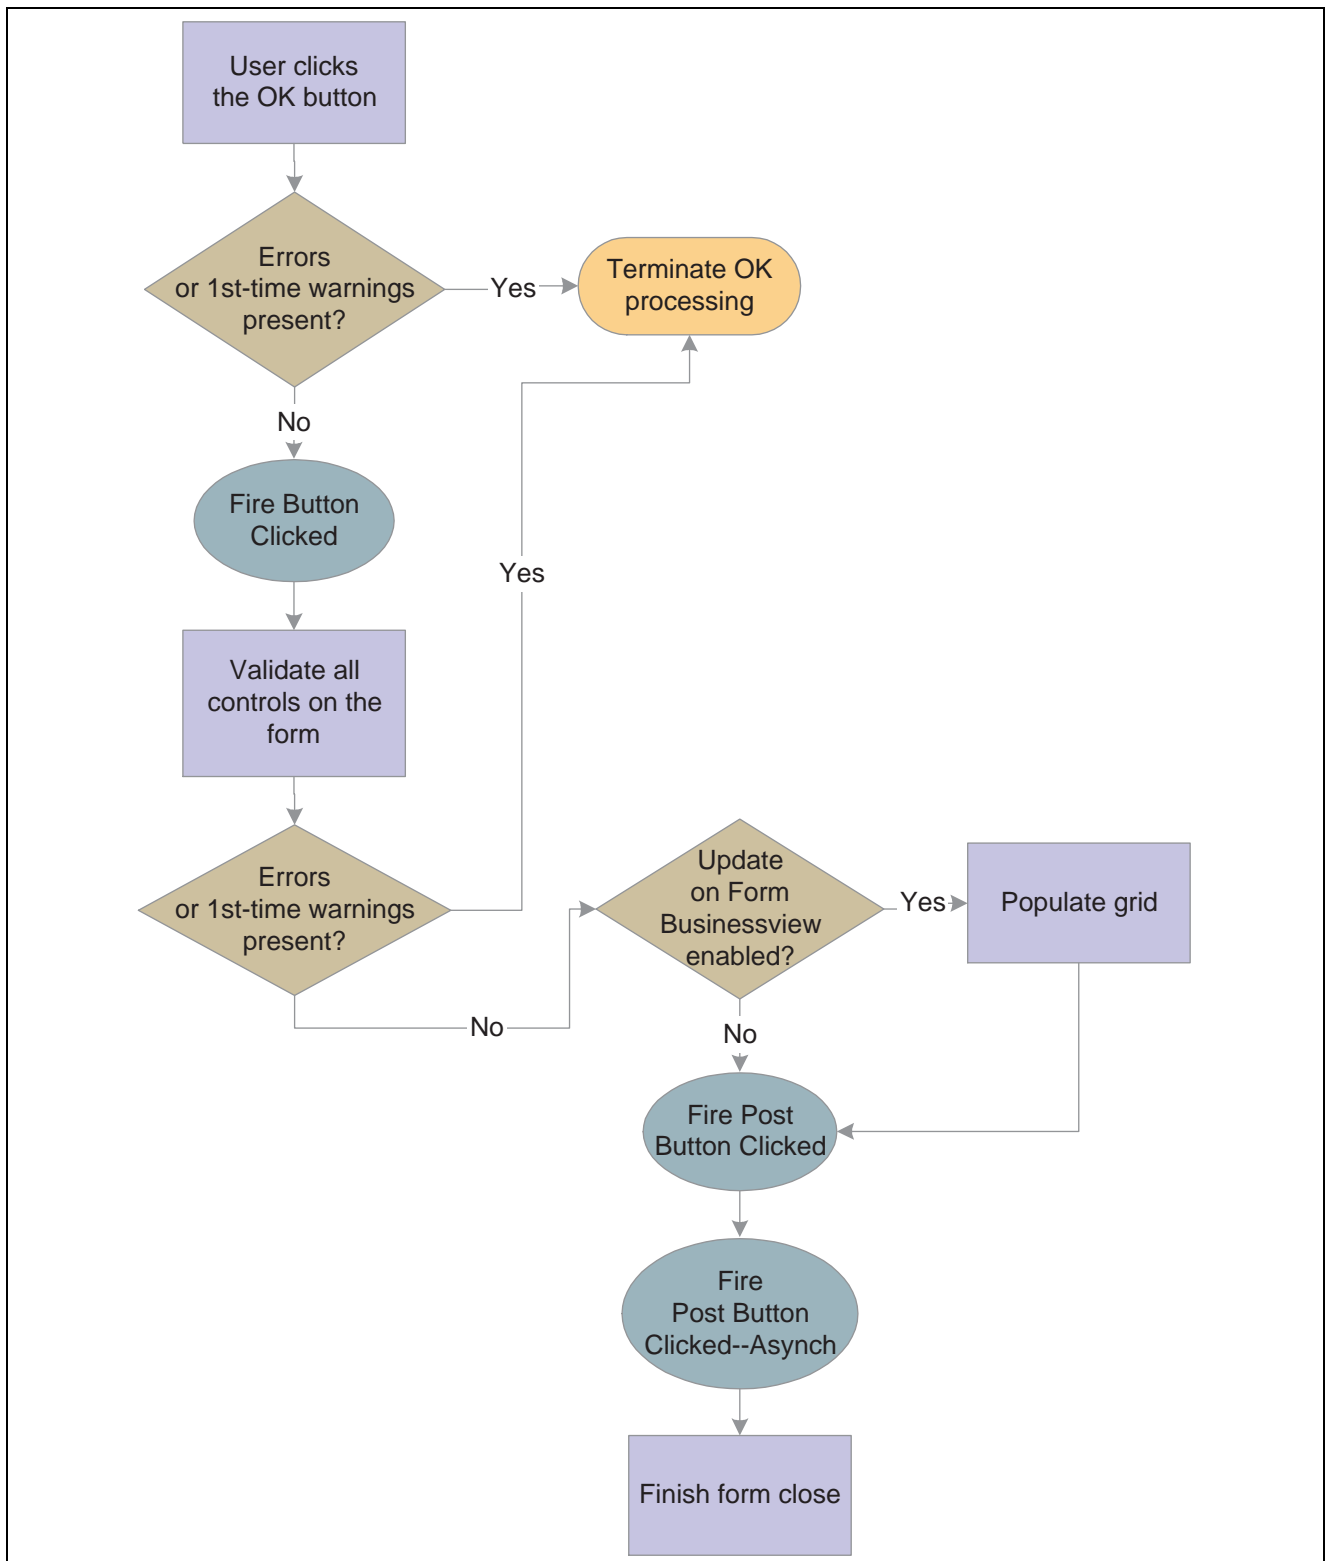 User clicks
the OK button
Errors
or 1st-time warnings
present?
Yes
Terminate OK
processing
No
Fire Button
Clicked
Yes
Validate all
controls on the
form
Errors
or 1st-time warnings
present?
No
Update
on Form
Businessview
enabled?
Yes
Populate grid
No
Fire Post
Button Clicked
Fire
Post Button
Clicked--Asynch
Finish form close